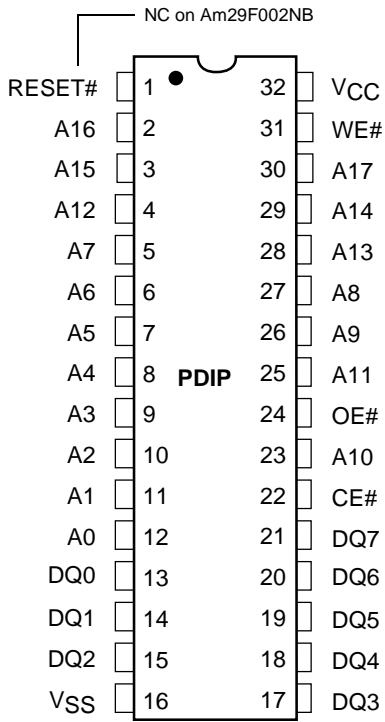 NC on Am29F002NB
RESET# 1 32 VCC
A16 2 31 WE#
A15 3 30 A17
A12 4 29 A14
A7 5 28 A13
A6 6 27 A8
A5 7 26 A9
A4 8 PDIP 25 A11
A3 9 24 OE#
A2 10 23 A10
A1 11 22 CE#
A0 12 21 DQ7
DQ0 13 20 DQ6
DQ1 14 19 DQ5
DQ2 15 18 DQ4
VSS 16 17 DQ3